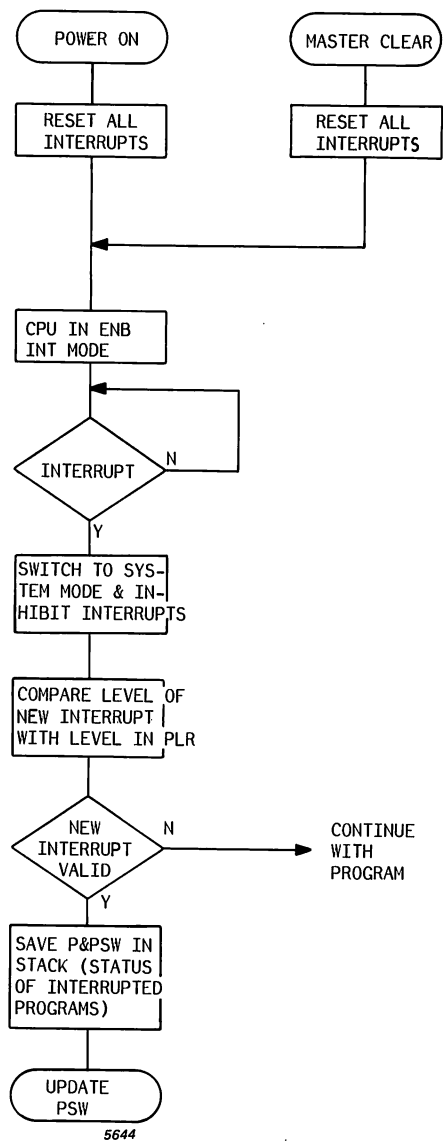 POWER ON
MASTER CLEAR
RESET ALL
INTERRUPTS
RESET ALL
INTERRUPTS
CPU IN ENB
INT MODE
INTERRUPT
N
Y
SWITCH TO SYS-
TEM MODE & IN-
HIBIT INTERRUPTS
COMPARE LEVEL OF
NEW INTERRUPT
WITH LEVEL IN PLR
NEW
INTERRUPT
VALID
N
Y
CONTINUE
WITH
PROGRAM
SAVE P&PSW IN
STACK (STATUS
OF INTERRUPTED
PROGRAMS)
UPDATE
PSW
5644